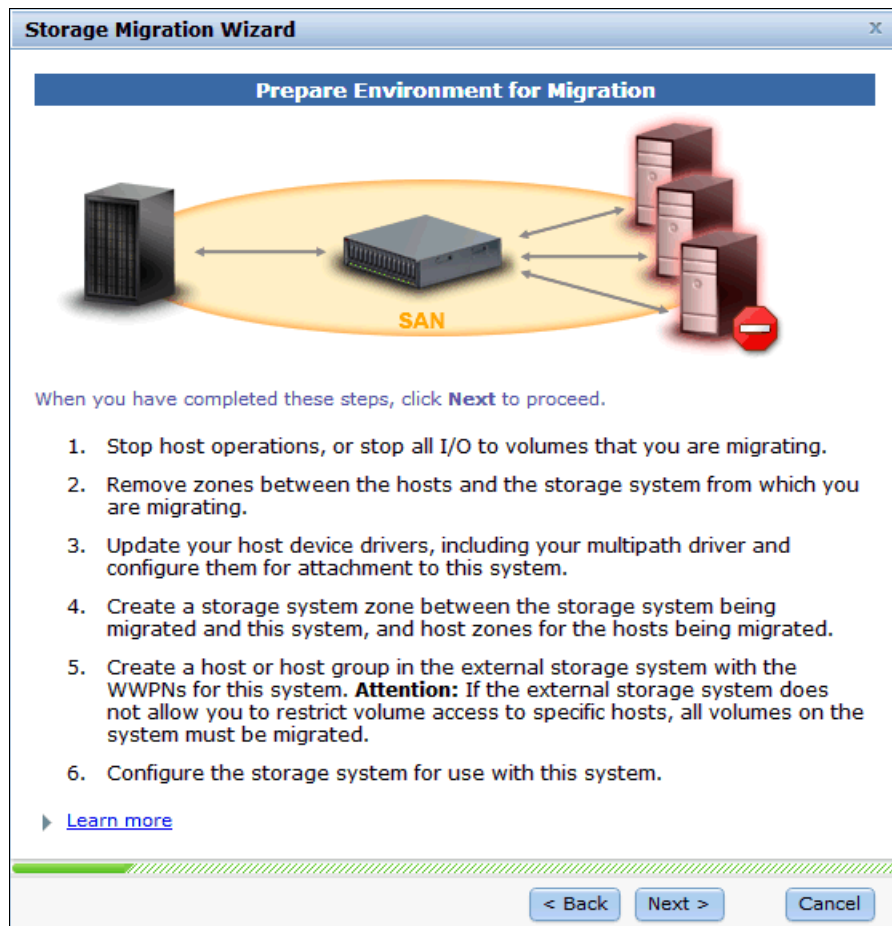 Storage Migration Wizard
x
Prepare Environment for Migration
SAN
When you have completed these steps, click Next to proceed.
1. Stop host operations, or stop all I/O to volumes that you are migrating.
2. Remove zones between the hosts and the storage system from which you
are migrating.
3. Update your host device drivers, including your multipath driver and
configure them for attachment to this system.
4. Create a storage system zone between the storage system being
migrated and this system, and host zones for the hosts being migrated.
5. Create a host or host group in the external storage system with the
WWPNs for this system. Attention: If the external storage system does
not allow you to restrict volume access to specific hosts, all volumes on the
system must be migrated.
6. Configure the storage system for use with this system.
Learn more
< Back Next > Cancel